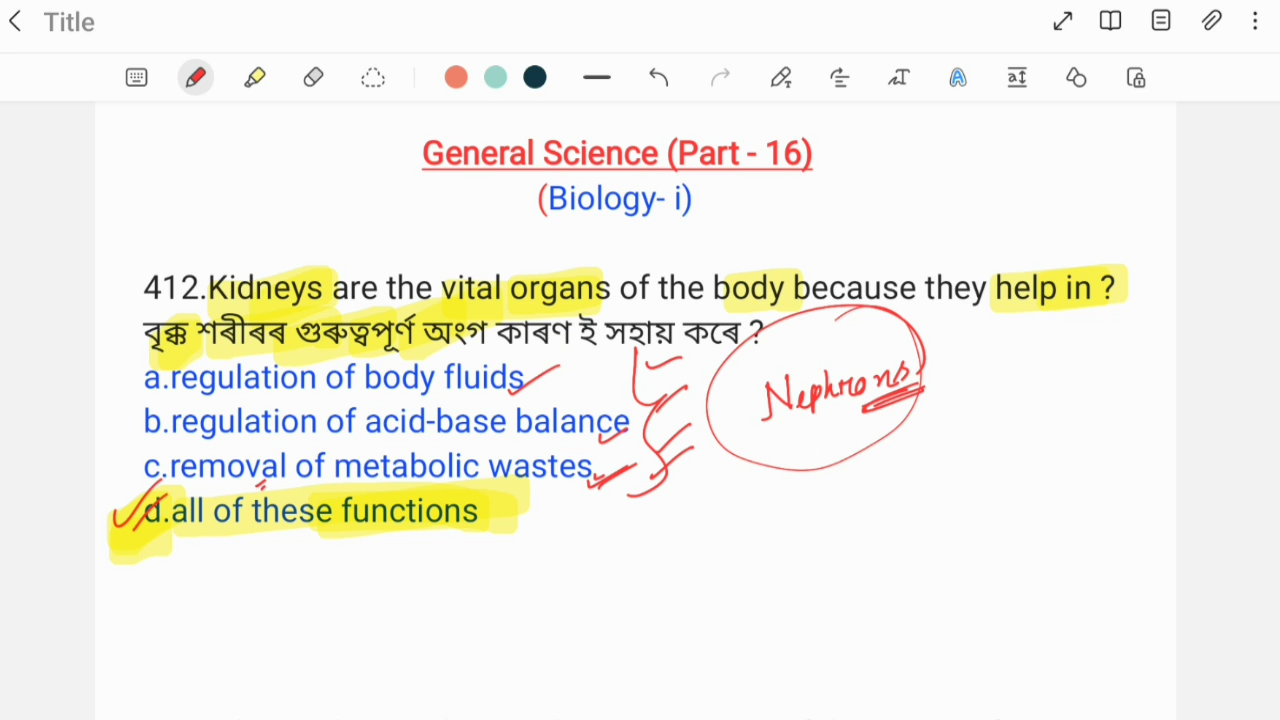 Title
General Science (Part - 16)
(Biology- i)
412.Kidneys are the vital organs of the body because they help in ?
বৃক্ক শৰীৰৰ গুৰুত্বপূৰ্ণ অংগ কাৰণ ই সহায় কৰে ?
a.regulation of body fluids
b.regulation of acid-base balance
c.removal of metabolic wastes
d.all of these functions
Nephrons